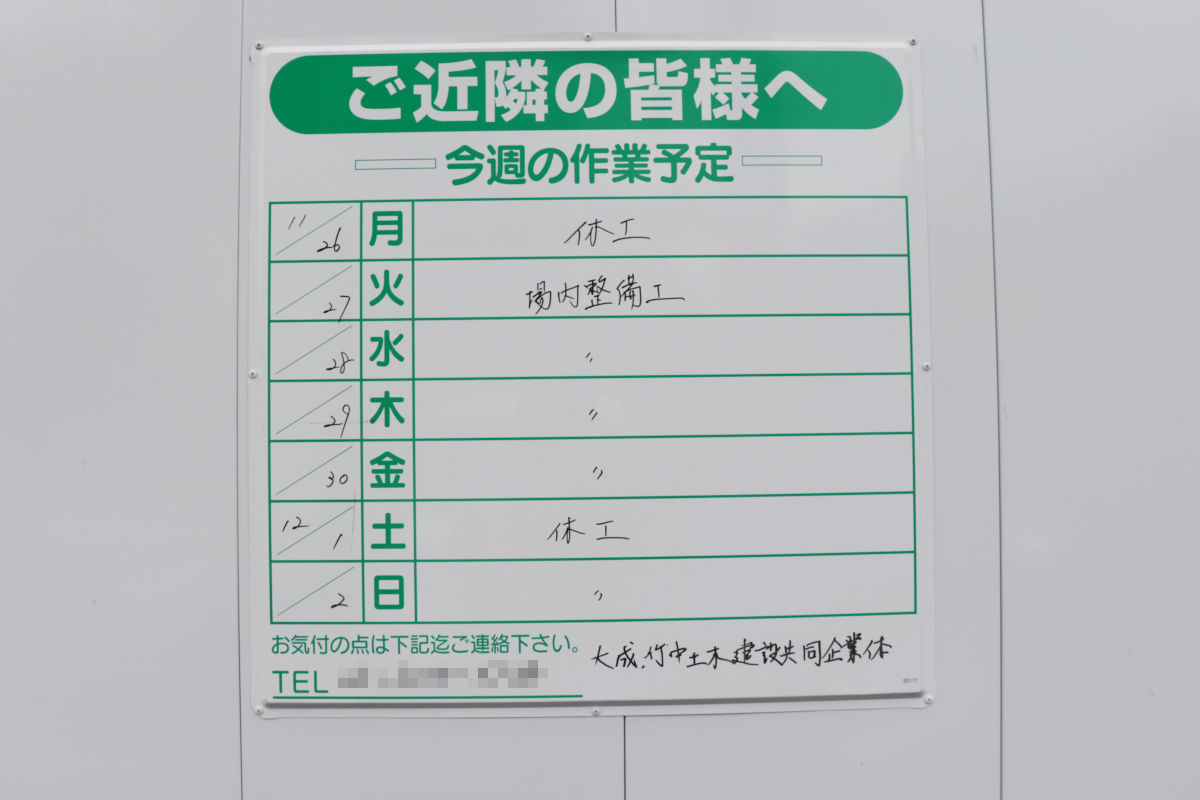 ご近隣の皆様へ
今週の作業予定
11/26 月 休工
/27 火 場内整備工
/28 水 〃
/29 木 〃
/30 金 〃
12/1 土 休工
/2 日 〃
お気付の点は下記迄ご連絡下さい。
大成.竹中土木建設共同企業体
TEL